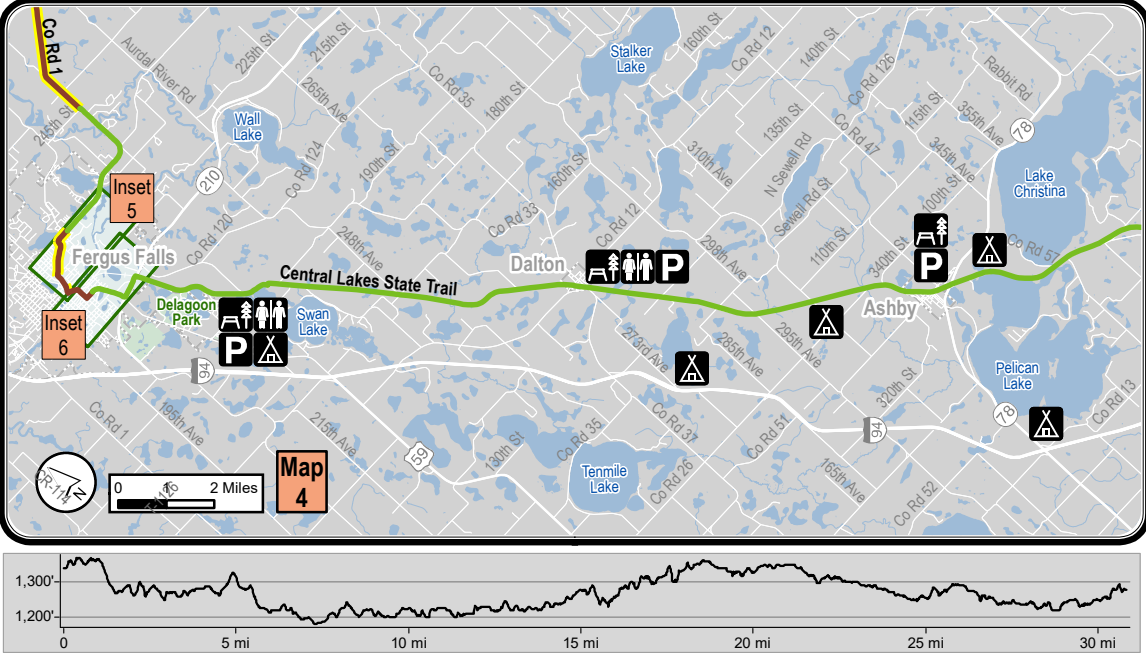 Co Rd 1
Aurdal River Rd
225th St
215th St
265th Ave
Co Rd 35
180th St
Stalker
Lake
160th St
Co Rd 12
140th St
Co Rd 126
Rabbit Rd
245th St
Wall
Lake
Co Rd 124
190th St
160th St
135th St
Co Rd 47
115th St
355th Ave
78
310th Ave
N Sewell Rd
345th Ave
Lake
Christina
210
Inset
5
Co Rd 120
Co Rd 33
Co Rd 12
Sewell Rd St
100th St
Fergus Falls
248th Ave
Dalton
298th Ave
110th St
340th St
P
P
Co Rd 57
Central Lakes State Trail
Delagoon
Park
Swan
Lake
Ashby
Inset
6
P
94
273rd Ave
285th Ave
295th Ave
320th St
Pelican
Lake
78
Co Rd 13
Co Rd 1
195th Ave
215th Ave
59
130th St
Co Rd 35
Co Rd 37
Co Rd 51
94
Tenmile
Lake
Co Rd 26
165th Ave
Co Rd 52
CR-114
N
0 1 2 Miles
T-1126
Map
4
1,300'
1,200'
0 5 mi 10 mi 15 mi 20 mi 25 mi 30 mi